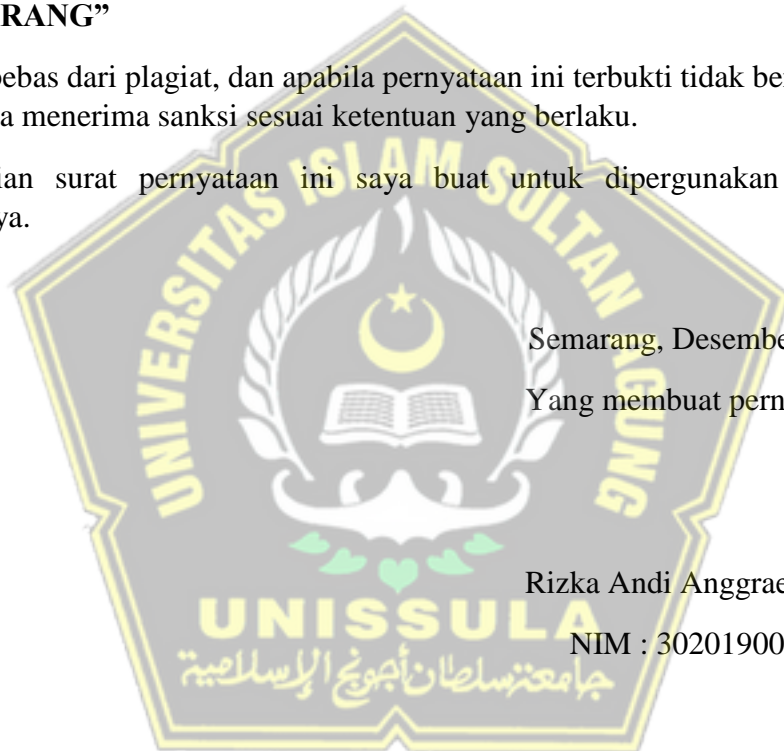 RANG”
bebas dari plagiat, dan apabila pernyataan ini terbukti tidak be
a menerima sanksi sesuai ketentuan yang berlaku.
ian surat pernyataan ini saya buat untuk dipergunakan
ya.
UNIVERSITAS ISLAM SULTAN AGUNG
Semarang, Desembe
Yang membuat pern
Rizka Andi Anggrae
NIM : 30201900
UNISSULA
جامعتنسلطان أجونج الإسلامية